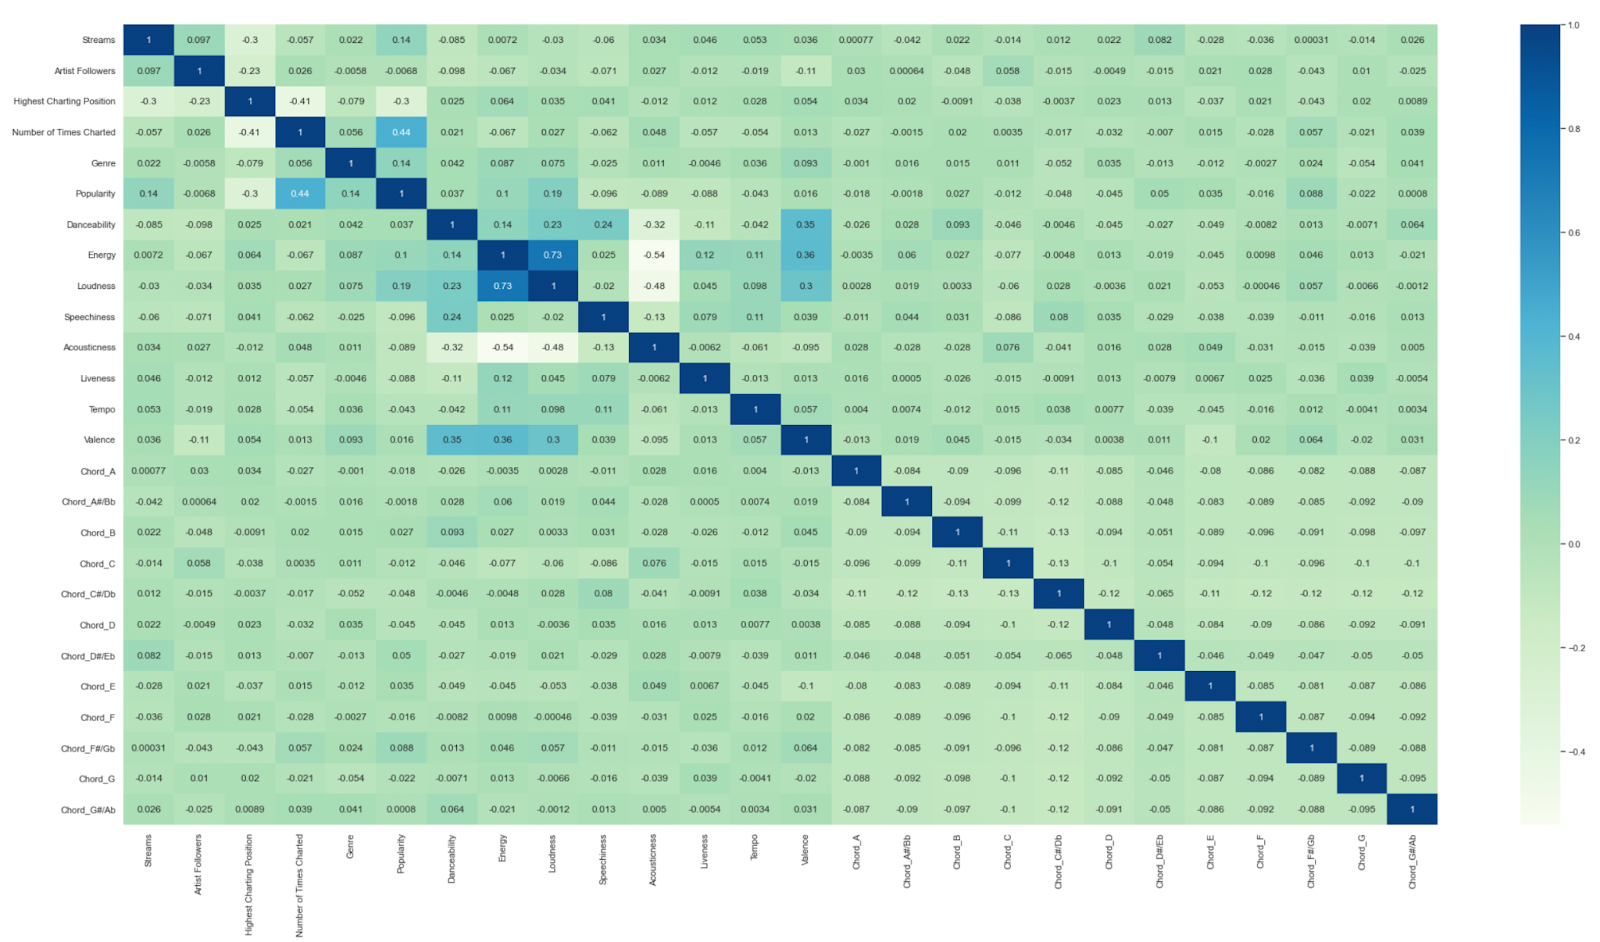 Streams 1 0.097 -0.3 -0.057 0.022 0.14 -0.085 0.0072 -0.03 -0.06 0.034 0.046 0.053 0.036 0.00077 -0.042 0.022 -0.014 0.012 0.022 0.082 -0.028 -0.036 0.00031 -0.014 0.026
Artist Followers 0.097 1 -0.23 0.026 -0.0058 -0.0068 -0.098 -0.067 -0.034 -0.071 0.027 -0.012 -0.019 -0.11 0.03 0.00064 -0.048 0.058 -0.015 -0.0049 -0.015 0.021 0.028 -0.043 0.01 -0.025
Highest Charting Position -0.3 -0.23 1 -0.41 -0.079 -0.3 0.025 0.064 0.035 0.041 -0.012 0.012 0.028 0.054 0.034 0.02 -0.0091 -0.038 -0.0037 0.023 0.013 -0.037 0.021 -0.043 0.02 0.0089
Number of Times Charted -0.057 0.026 -0.41 1 0.056 0.44 0.021 -0.067 0.027 -0.062 0.048 -0.057 -0.054 0.013 -0.027 -0.0015 0.02 0.0035 -0.017 -0.032 -0.007 0.015 -0.028 0.057 -0.021 0.039
Genre 0.022 -0.0058 -0.079 0.056 1 0.14 0.042 0.087 0.075 -0.025 0.011 -0.0046 0.036 0.093 -0.001 0.016 0.015 0.011 -0.052 0.035 -0.013 -0.012 -0.0027 0.024 -0.054 0.041
Popularity 0.14 -0.0068 -0.3 0.44 0.14 1 0.037 0.1 0.19 -0.096 -0.089 -0.088 -0.043 0.016 -0.018 -0.0018 0.027 -0.012 -0.048 -0.045 0.05 0.035 -0.016 0.088 -0.022 0.0008
Danceability -0.085 -0.098 0.025 0.021 0.042 0.037 1 0.14 0.23 0.24 -0.32 -0.11 -0.042 0.35 -0.026 0.028 0.093 -0.046 -0.0046 -0.045 -0.027 -0.049 -0.0082 0.013 -0.0071 0.064
Energy 0.0072 -0.067 0.064 -0.067 0.087 0.1 0.14 1 0.73 0.025 -0.54 0.12 0.11 0.36 -0.0035 0.06 0.027 -0.077 -0.0048 0.013 -0.019 -0.045 0.0098 0.046 0.013 -0.021
Loudness -0.03 -0.034 0.035 0.027 0.075 0.19 0.23 0.73 1 -0.02 -0.48 0.045 0.098 0.3 0.0028 0.019 0.0033 -0.06 0.028 -0.0036 0.021 -0.053 -0.00046 0.057 -0.0066 -0.0012
Speechiness -0.06 -0.071 0.041 -0.062 -0.025 -0.096 0.24 0.025 -0.02 1 -0.13 0.079 0.11 0.039 -0.011 0.044 0.031 -0.086 0.08 0.035 -0.029 -0.038 -0.039 -0.011 -0.016 0.013
Acousticness 0.034 0.027 -0.012 0.048 0.011 -0.089 -0.32 -0.54 -0.48 -0.13 1 -0.0062 -0.061 -0.095 0.028 -0.028 -0.028 0.076 -0.041 0.016 0.028 0.049 -0.031 -0.015 -0.039 0.005
Liveness 0.046 -0.012 0.012 -0.057 -0.0046 -0.088 -0.11 0.12 0.045 0.079 -0.0062 1 -0.013 0.013 0.016 0.0005 -0.026 -0.015 -0.0091 0.013 -0.0079 0.0067 0.025 -0.036 0.039 -0.0054
Tempo 0.053 -0.019 0.028 -0.054 0.036 -0.043 -0.042 0.11 0.098 0.11 -0.061 -0.013 1 0.057 0.004 0.0074 -0.012 0.015 0.038 0.0077 -0.039 -0.045 -0.016 0.012 -0.0041 0.0034
Valence 0.036 -0.11 0.054 0.013 0.093 0.016 0.35 0.36 0.3 0.039 -0.095 0.013 0.057 1 -0.013 0.019 0.045 -0.015 -0.034 0.0038 0.011 -0.1 0.02 0.064 -0.02 0.031
Chord_A 0.00077 0.03 0.034 -0.027 -0.001 -0.018 -0.026 -0.0035 0.0028 -0.011 0.028 0.016 0.004 -0.013 1 -0.084 -0.09 -0.096 -0.11 -0.085 -0.046 -0.08 -0.086 -0.082 -0.088 -0.087
Chord_A#/Bb -0.042 0.00064 0.02 -0.0015 0.016 -0.0018 0.028 0.06 0.019 0.044 -0.028 0.0005 0.0074 0.019 -0.084 1 -0.094 -0.099 -0.12 -0.088 -0.048 -0.083 -0.089 -0.085 -0.092 -0.09
Chord_B 0.022 -0.048 -0.0091 0.02 0.015 0.027 0.093 0.027 0.0033 0.031 -0.028 -0.026 -0.012 0.045 -0.09 -0.094 1 -0.11 -0.13 -0.094 -0.051 -0.089 -0.096 -0.091 -0.098 -0.097
Chord_C -0.014 0.058 -0.038 0.0035 0.011 -0.012 -0.046 -0.077 -0.06 -0.086 0.076 -0.015 0.015 -0.015 -0.096 -0.099 -0.11 1 -0.13 -0.1 -0.054 -0.094 -0.1 -0.096 -0.1 -0.1
Chord_C#/Db 0.012 -0.015 -0.0037 -0.017 -0.052 -0.048 -0.0046 -0.0048 0.028 0.08 -0.041 -0.0091 0.038 -0.034 -0.11 -0.12 -0.13 -0.13 1 -0.12 -0.065 -0.11 -0.12 -0.12 -0.12 -0.12
Chord_D 0.022 -0.0049 0.023 -0.032 0.035 -0.045 -0.045 0.013 -0.0036 0.035 0.016 0.013 0.0077 0.0038 -0.085 -0.088 -0.094 -0.1 -0.12 1 -0.048 -0.084 -0.09 -0.086 -0.092 -0.091
Chord_D#/Eb 0.082 -0.015 0.013 -0.007 -0.013 0.05 -0.027 -0.019 0.021 -0.029 0.028 -0.0079 -0.039 0.011 -0.046 -0.048 -0.051 -0.054 -0.065 -0.048 1 -0.046 -0.049 -0.047 -0.05 -0.05
Chord_E -0.028 0.021 -0.037 0.015 -0.012 0.035 -0.049 -0.045 -0.053 -0.038 0.049 0.0067 -0.045 -0.1 -0.08 -0.083 -0.089 -0.094 -0.11 -0.084 -0.046 1 -0.085 -0.081 -0.087 -0.086
Chord_F -0.036 0.028 0.021 -0.028 -0.0027 -0.016 -0.0082 0.0098 -0.00046 -0.039 -0.031 0.025 -0.016 0.02 -0.086 -0.089 -0.096 -0.1 -0.12 -0.09 -0.049 -0.085 1 -0.087 -0.094 -0.092
Chord_F#/Gb 0.00031 -0.043 -0.043 0.057 0.024 0.088 0.013 0.046 0.057 -0.011 -0.015 -0.036 0.012 0.064 -0.082 -0.085 -0.091 -0.096 -0.12 -0.086 -0.047 -0.081 -0.087 1 -0.089 -0.088
Chord_G -0.014 0.01 0.02 -0.021 -0.054 -0.022 -0.0071 0.013 -0.0066 -0.016 -0.039 0.039 -0.0041 -0.02 -0.088 -0.092 -0.098 -0.1 -0.12 -0.092 -0.05 -0.087 -0.094 -0.089 1 -0.095
Chord_G#/Ab 0.026 -0.025 0.0089 0.039 0.041 0.0008 0.064 -0.021 -0.0012 0.013 0.005 -0.0054 0.0034 0.031 -0.087 -0.09 -0.097 -0.1 -0.12 -0.091 -0.05 -0.086 -0.092 -0.088 -0.095 1
Streams
Artist Followers
Highest Charting Position
Number of Times Charted
Genre
Popularity
Danceability
Energy
Loudness
Speechiness
Acousticness
Liveness
Tempo
Valence
Chord_A
Chord_A#/Bb
Chord_B
Chord_C
Chord_C#/Db
Chord_D
Chord_D#/Eb
Chord_E
Chord_F
Chord_F#/Gb
Chord_G
Chord_G#/Ab
1.0
0.8
0.6
0.4
0.2
0.0
−0.2
−0.4